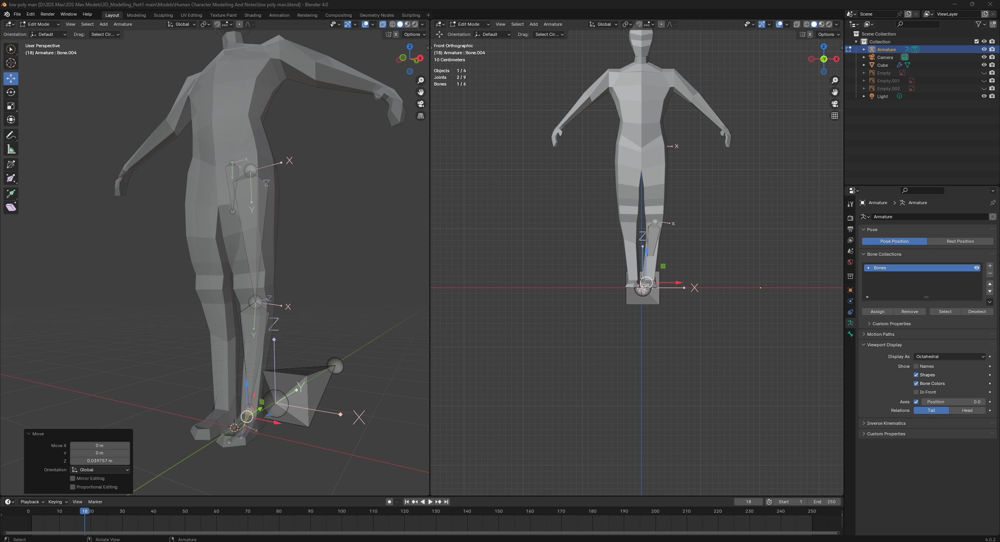 low poly man [D:\3DS Max\3DS Max Models\3D_Modelling_Port1-main\Models\Human Character Modelling And Notes\low poly man.blend] - Blender 4.0
File Edit Render Window Help Layout Modeling Sculpting UV Editing Texture Paint Shading Animation Rendering Compositing Geometry Nodes Scripting + Scene ViewLayer
Edit Mode View Select Add Armature Global
Orientation: Default Drag: Select Cir... X Options
User Perspective
(18) Armature : Bone.004
Z
X
Y
X
X
Z
Z
Y
Y
Z
X
Z
Y
Z
Y
X
X
Z
Move
Move X 0 m
Y 0 m
Z 0.039757 m
Orientation Global
Mirror Editing
Proportional Editing
Edit Mode View Select Add Armature Global
Orientation: Default Drag: Select Cir... X Options
Front Orthographic
(18) Armature : Bone.004
10 Centimeters
Objects 1 / 4
Joints 2 / 9
Bones 1 / 6
Z
-Y
X
X
X
Z
X
Scene Collection
Collection
Armature
Camera
Cube
Empty
Empty.001
Empty.002
Light
Armature > Armature
Armature
Pose
Pose Position Rest Position
Bone Collections
Bones
Assign Remove Select Deselect
Custom Properties
Motion Paths
Viewport Display
Display As Octahedral
Show Names
Shapes
Bone Colors
In Front
Axes Position 0.0
Relations Tail Head
Inverse Kinematics
Custom Properties
Playback Keying View Marker 18 Start 1 End 250
0 10 18 20 30 40 50 60 70 80 90 100 110 120 130 140 150 160 170 180 190 200 210 220 230 240 250
Select Rotate View Armature 4.0.2